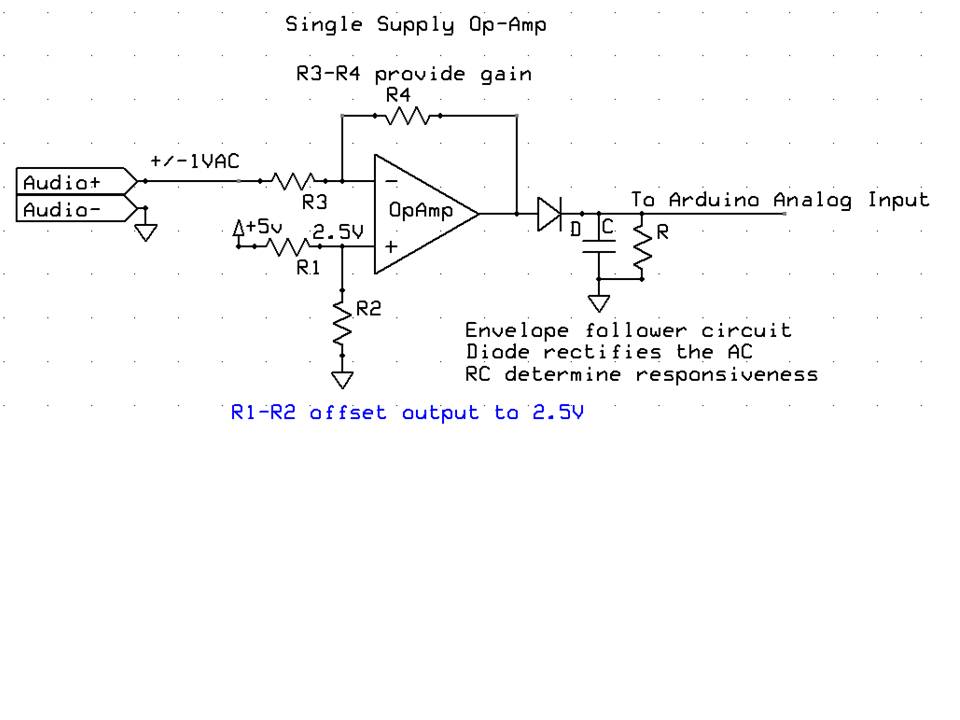 Single Supply Op-Amp
R3-R4 provide gain
R4
+/-1VAC
Audio+
Audio-
R3
OpAmp
-
+
+5v
2.5V
R1
R2
To Arduino Analog Input
D
C
R
Envelope follower circuit
Diode rectifies the AC
RC determine responsiveness
R1-R2 offset output to 2.5V